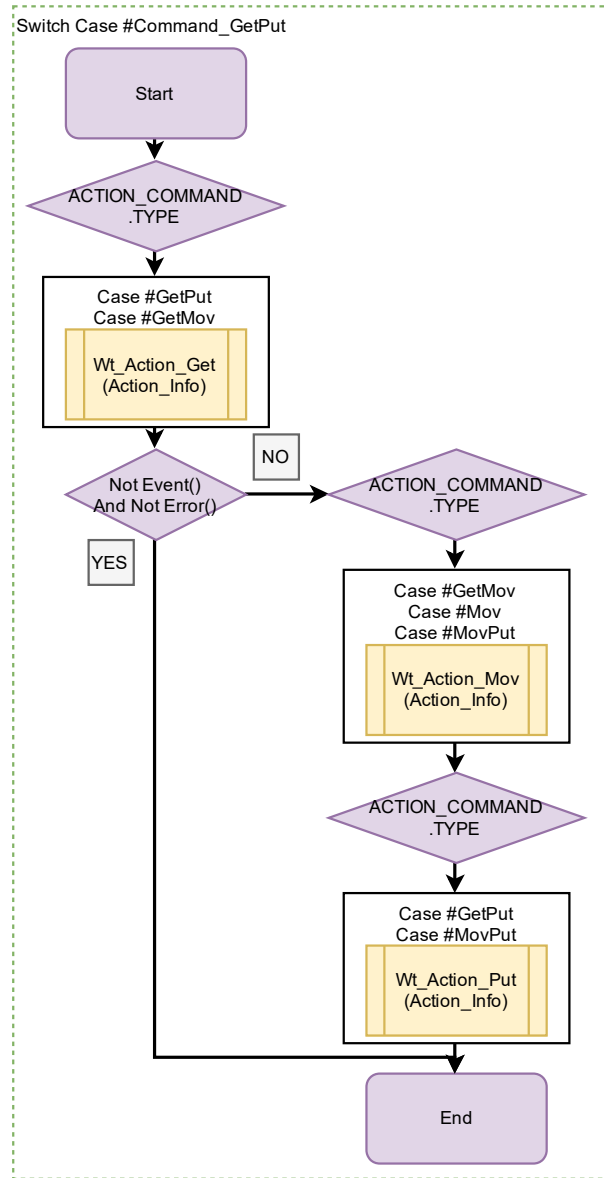 Switch Case #Command_GetPut
Start
ACTION_COMMAND
.TYPE
Case #GetPut
Case #GetMov
Wt_Action_Get
(Action_Info)
Not Event()
And Not Error()
NO
YES
ACTION_COMMAND
.TYPE
Case #GetMov
Case #Mov
Case #MovPut
Wt_Action_Mov
(Action_Info)
ACTION_COMMAND
.TYPE
Case #GetPut
Case #MovPut
Wt_Action_Put
(Action_Info)
End